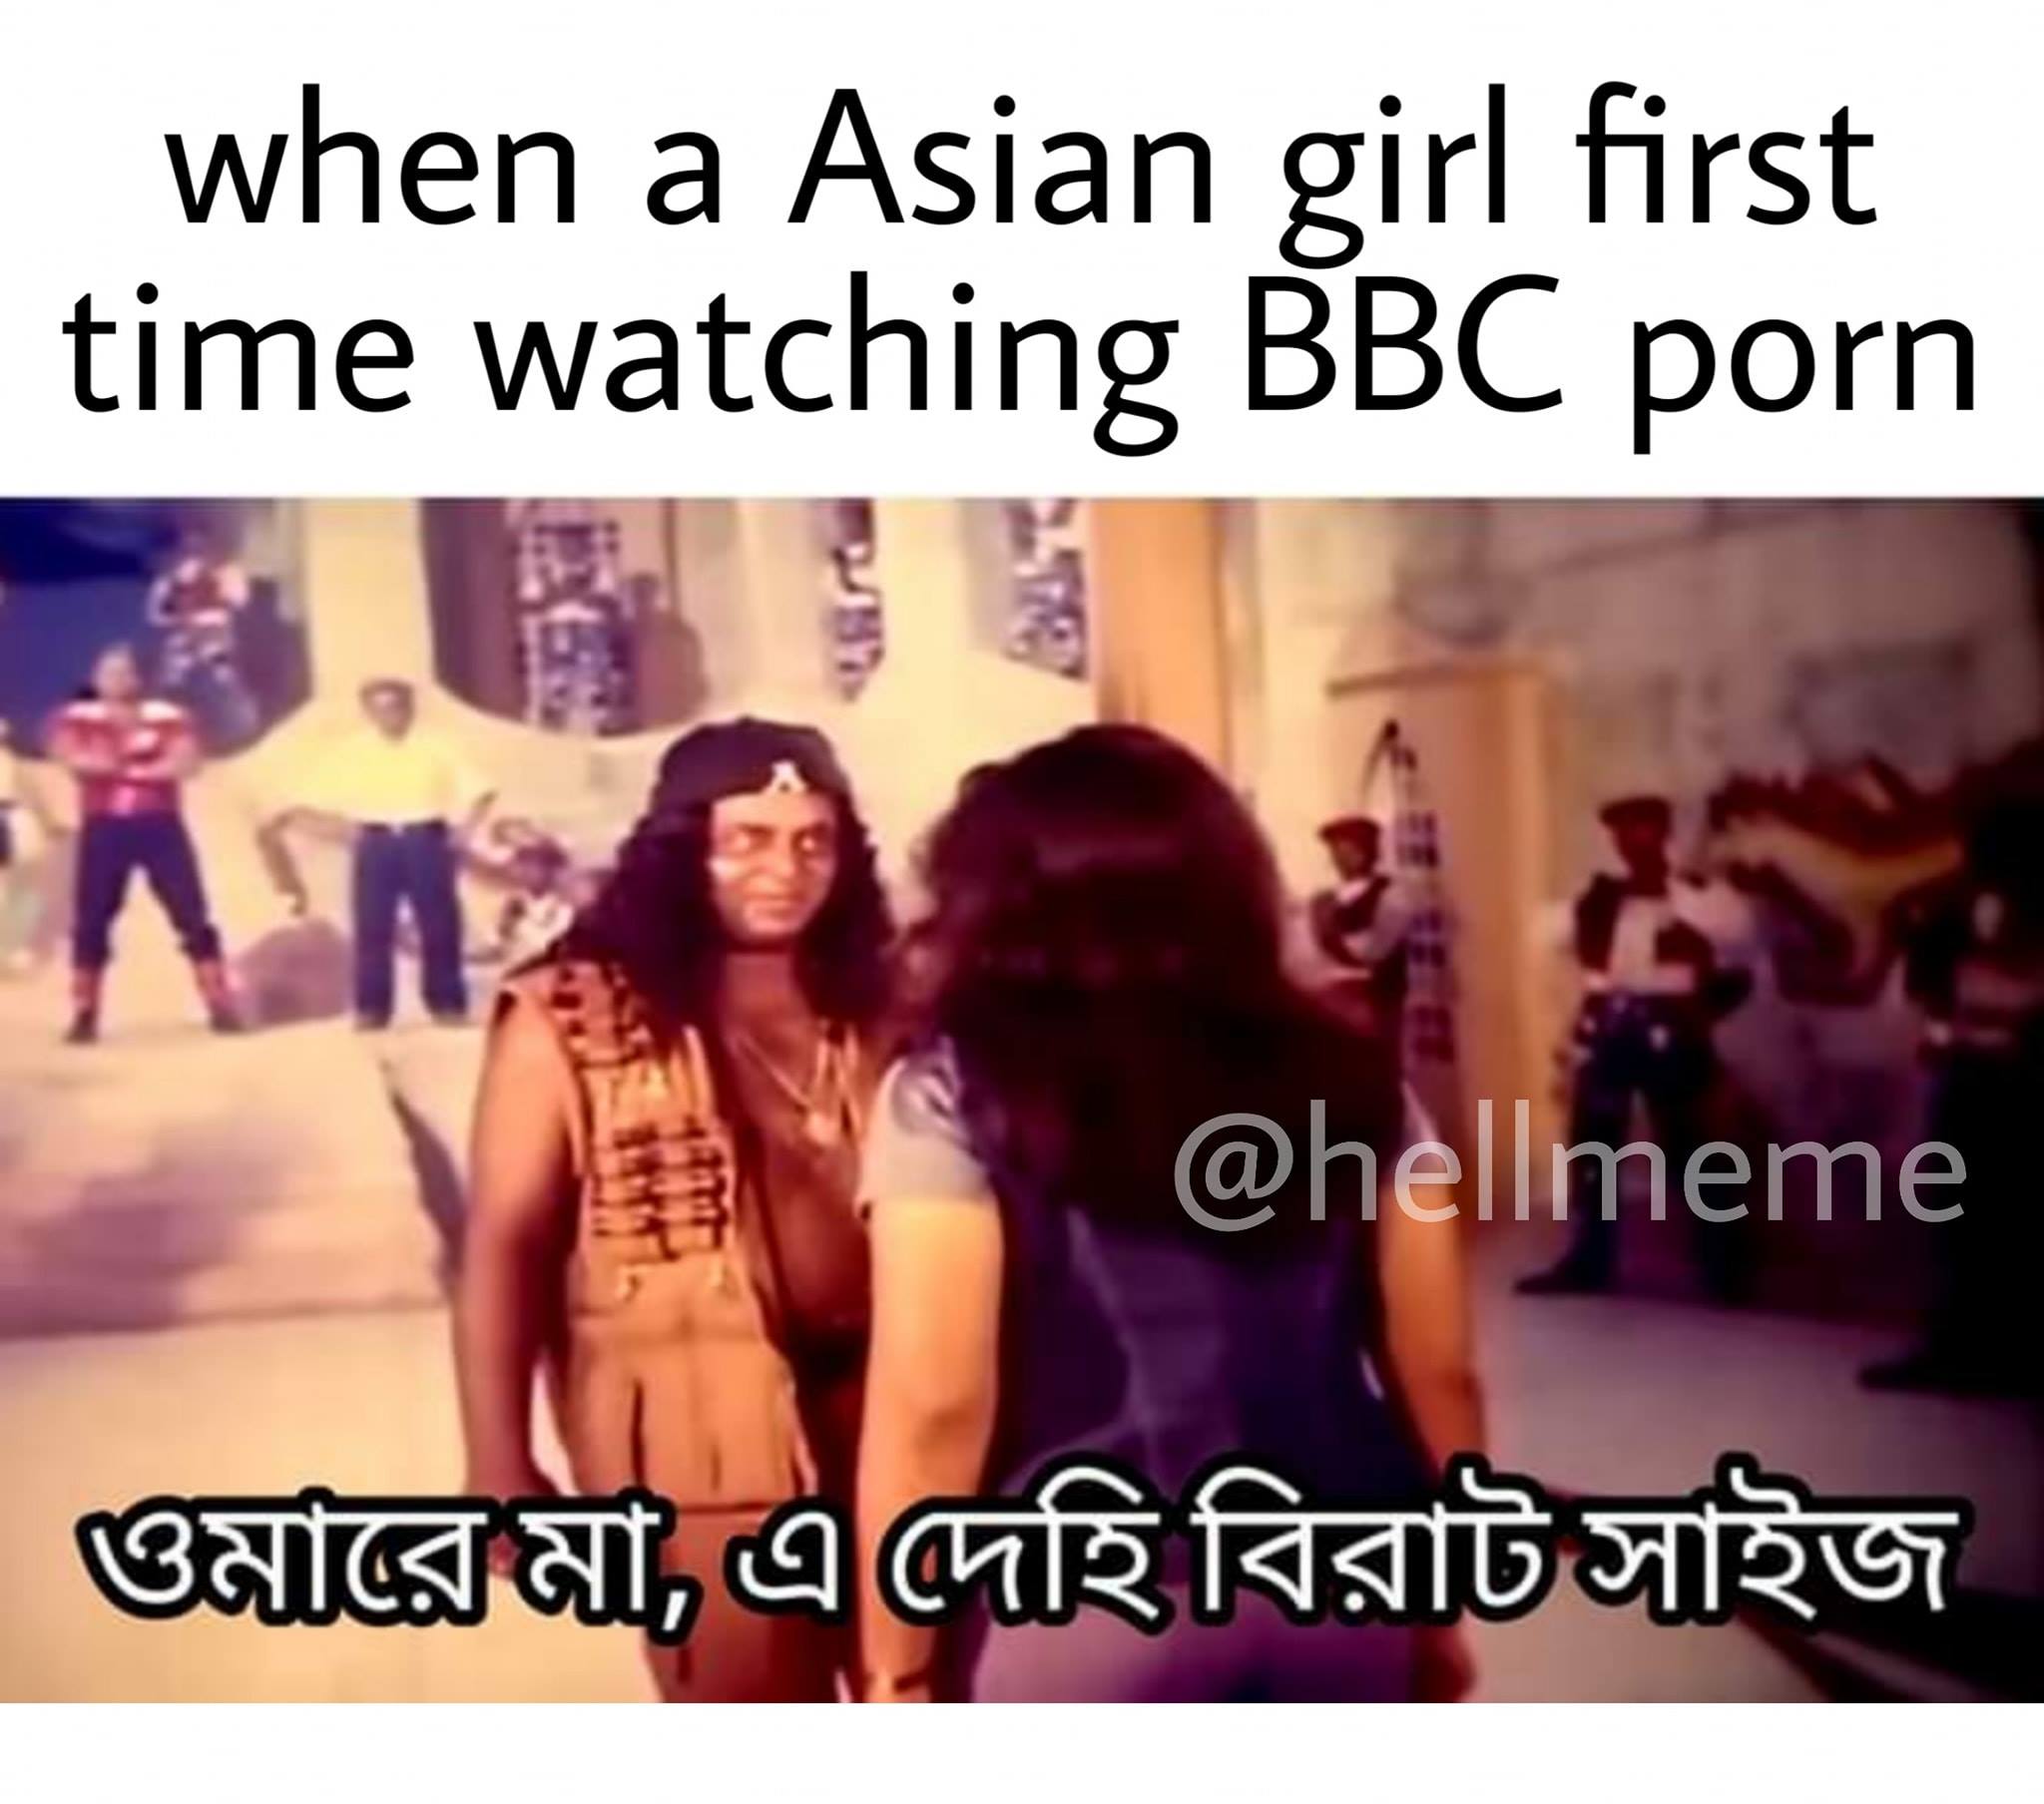 when a Asian girl first
time watching BBC porn
@hellmeme
ওমারে মা, এ দেহি বিরাট সাইজ